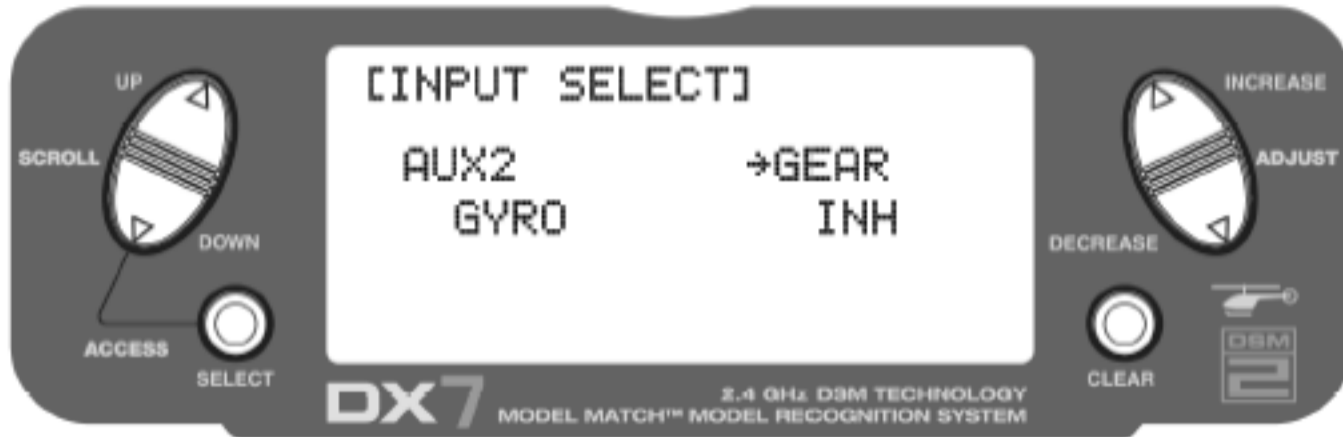 [INPUT SELECT]
AUX2 →GEAR
GYRO INH
UP
SCROLL
DOWN
ACCESS
SELECT
INCREASE
ADJUST
DECREASE
CLEAR
DSM
2
DX7
2.4 GHz DSM TECHNOLOGY
MODEL MATCH™ MODEL RECOGNITION SYSTEM